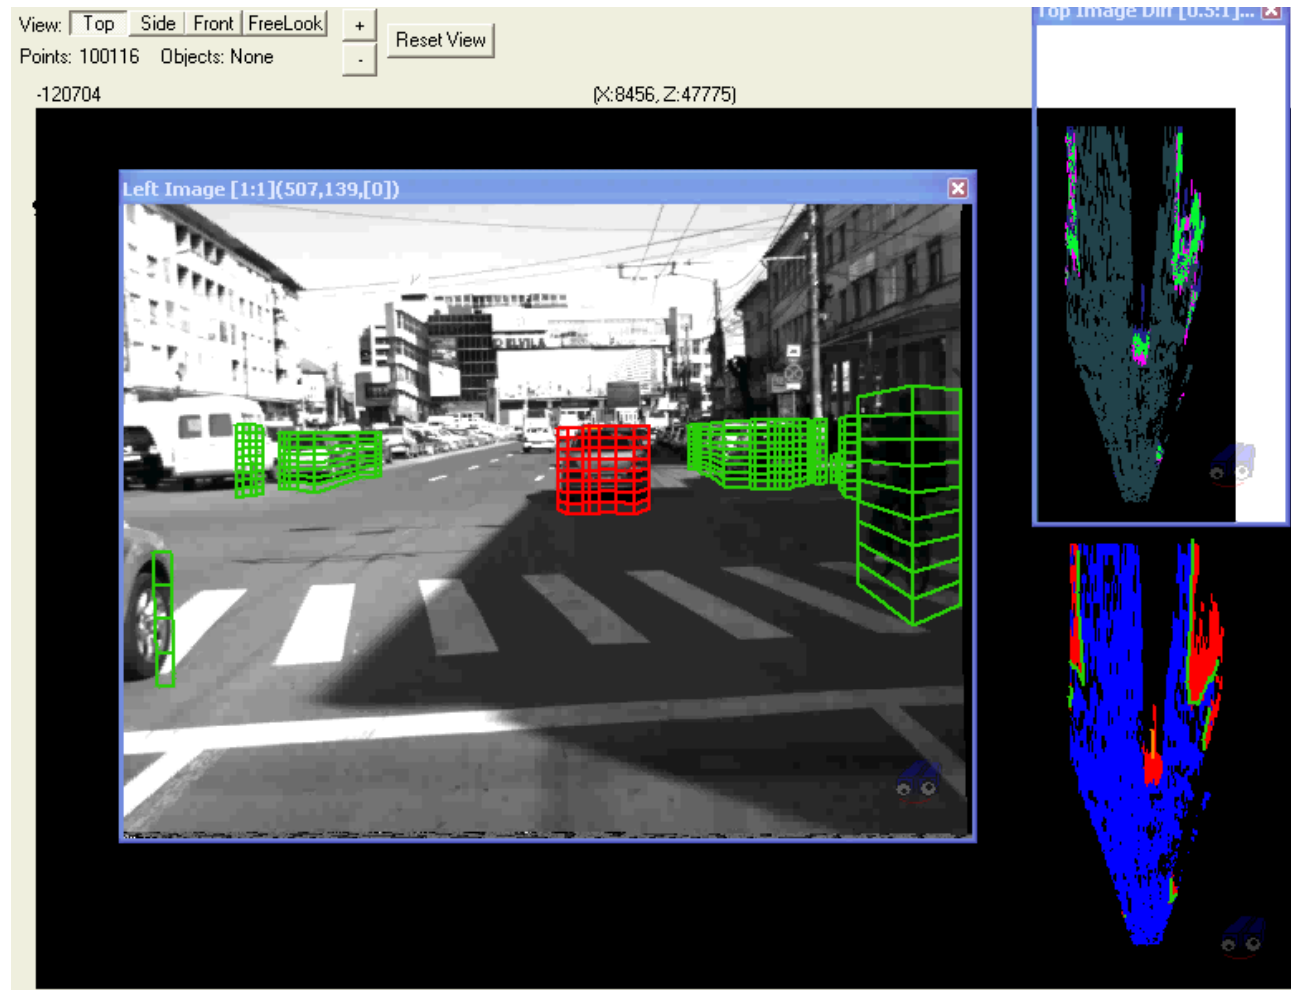 View: Top Side Front FreeLook + Reset View
Points: 100116 Objects: None -
-120704 (X:8456, Z:47775)
Top Image Diff [0.5:1]...
Left Image [1:1](507,139,[0])
ELVILA